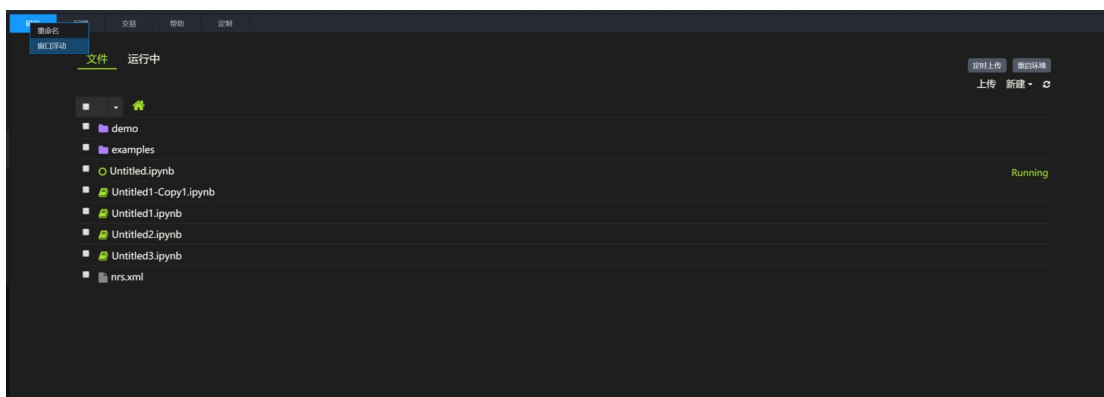 交易 帮助 定制
重命名
窗口浮动
文件 运行中
定时上传 重启环境
上传 新建
demo
examples
Untitled.ipynb Running
Untitled1-Copy1.ipynb
Untitled1.ipynb
Untitled2.ipynb
Untitled3.ipynb
nrs.xml